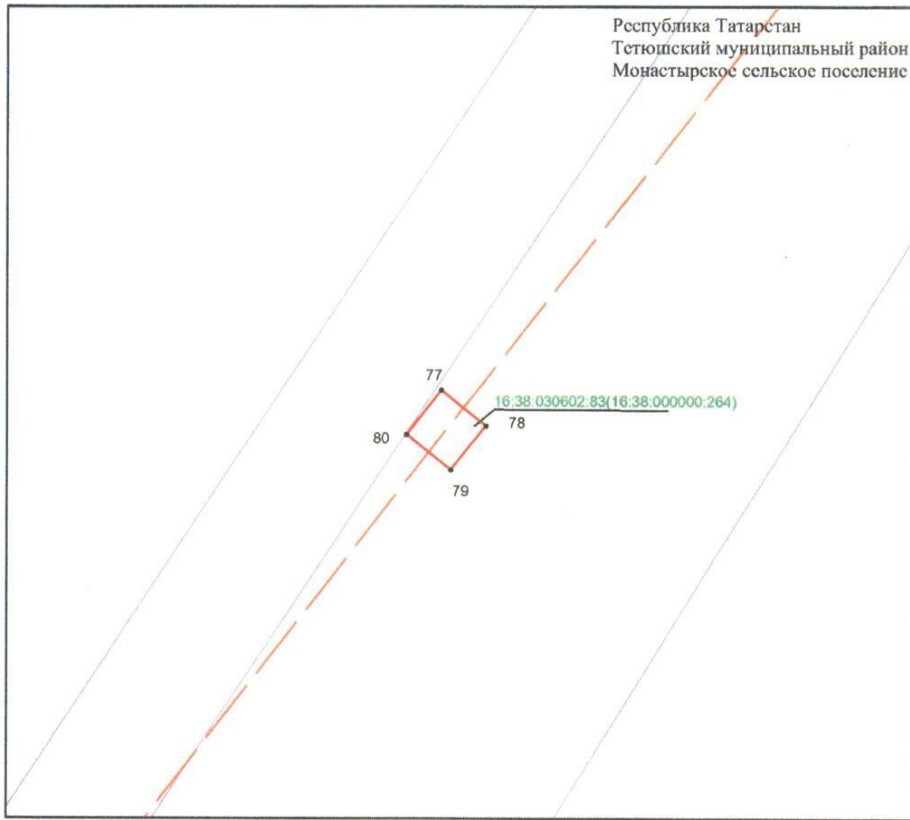 Республика Татарстан
Тетюшский муниципальный район
Монастырское сельское поселение
77
16:38:030602:83(16:38:000000:264)
78
80
79